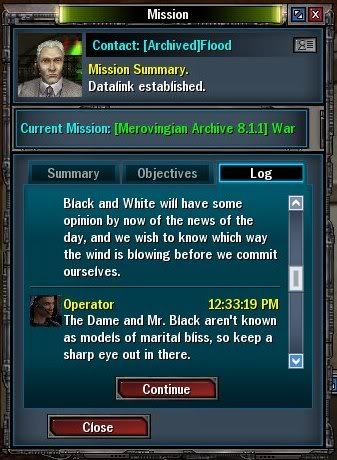 Mission
Contact: [Archived]Flood
Mission Summary.
Datalink established.
Current Mission: [Merovingian Archive 8.1.1] War
Summary Objectives Log
Black and White will have some
opinion by now of the news of the
day, and we wish to know which way
the wind is blowing before we commit
ourselves.
Operator 12:33:19 PM
The Dame and Mr. Black aren't known
as models of marital bliss, so keep a
sharp eye out in there.
Continue
Close